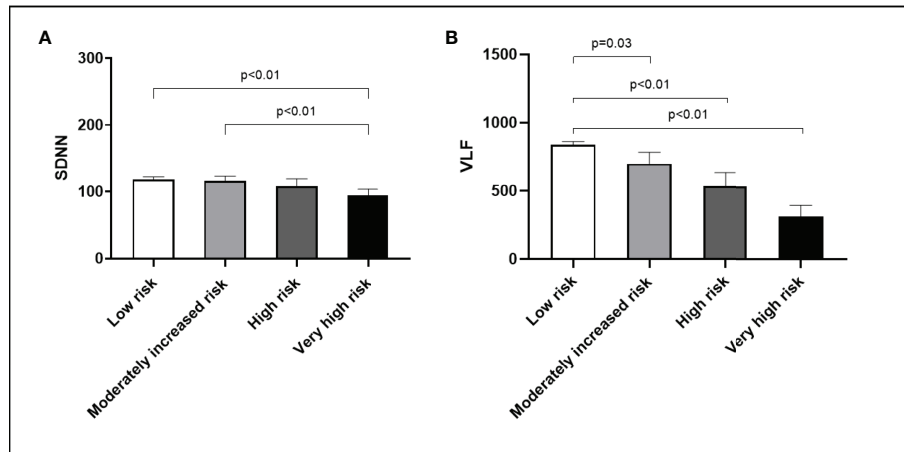 A
300
200
100
0
SDNN
p<0.01
p<0.01
Low risk
Moderately increased risk
High risk
Very high risk
B
1500
1000
500
0
VLF
p=0.03
p<0.01
p<0.01
Low risk
Moderately increased risk
High risk
Very high risk